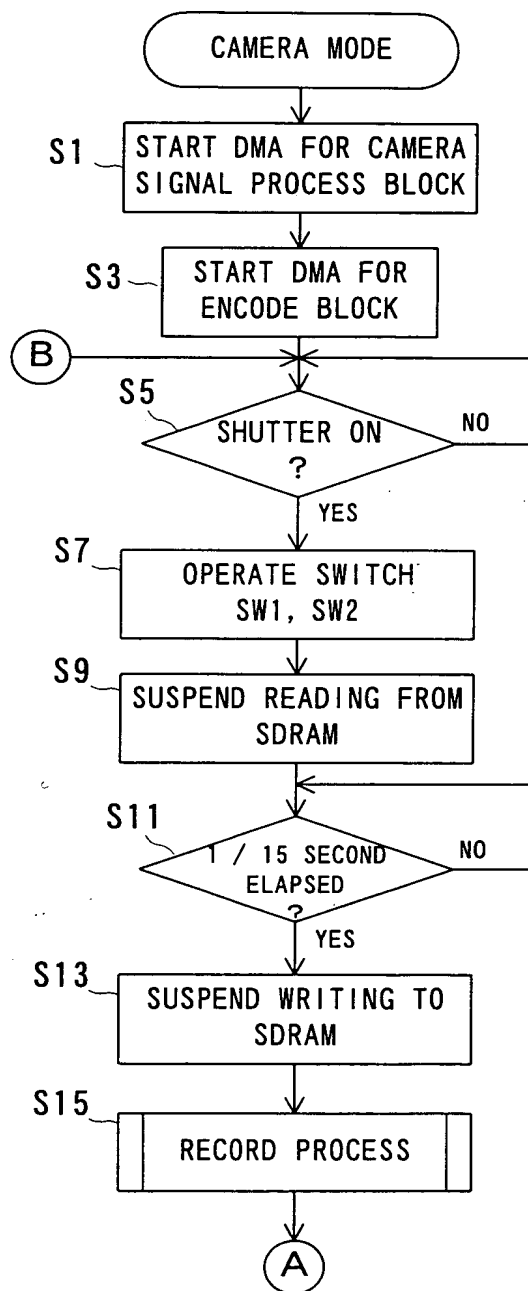 CAMERA MODE
S1
START DMA FOR CAMERA
SIGNAL PROCESS BLOCK
S3
START DMA FOR
ENCODE BLOCK
B
S5
SHUTTER ON
?
NO
YES
S7
OPERATE SWITCH
SW1, SW2
S9
SUSPEND READING FROM
SDRAM
S11
1 / 15 SECOND
ELAPSED
?
NO
YES
S13
SUSPEND WRITING TO
SDRAM
S15
RECORD PROCESS
A